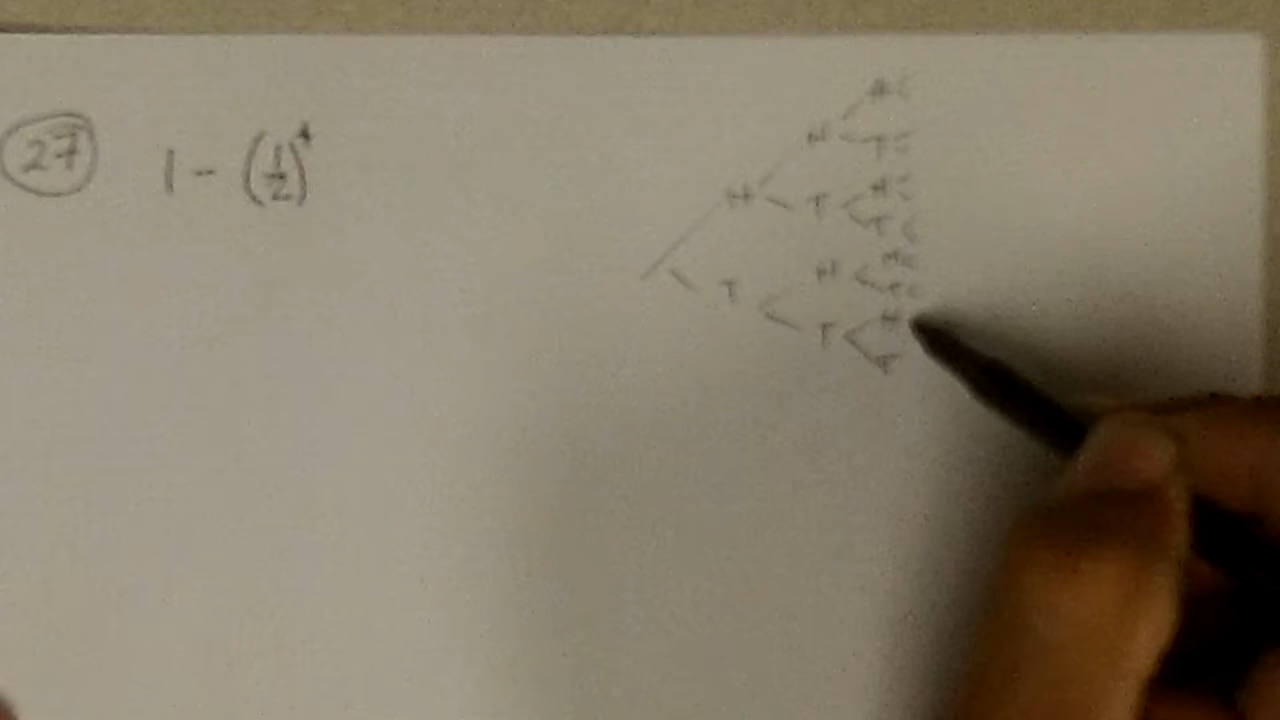 27 1 - (1/2)^4
H
H T
H H T
T H T
T H H T
T H T